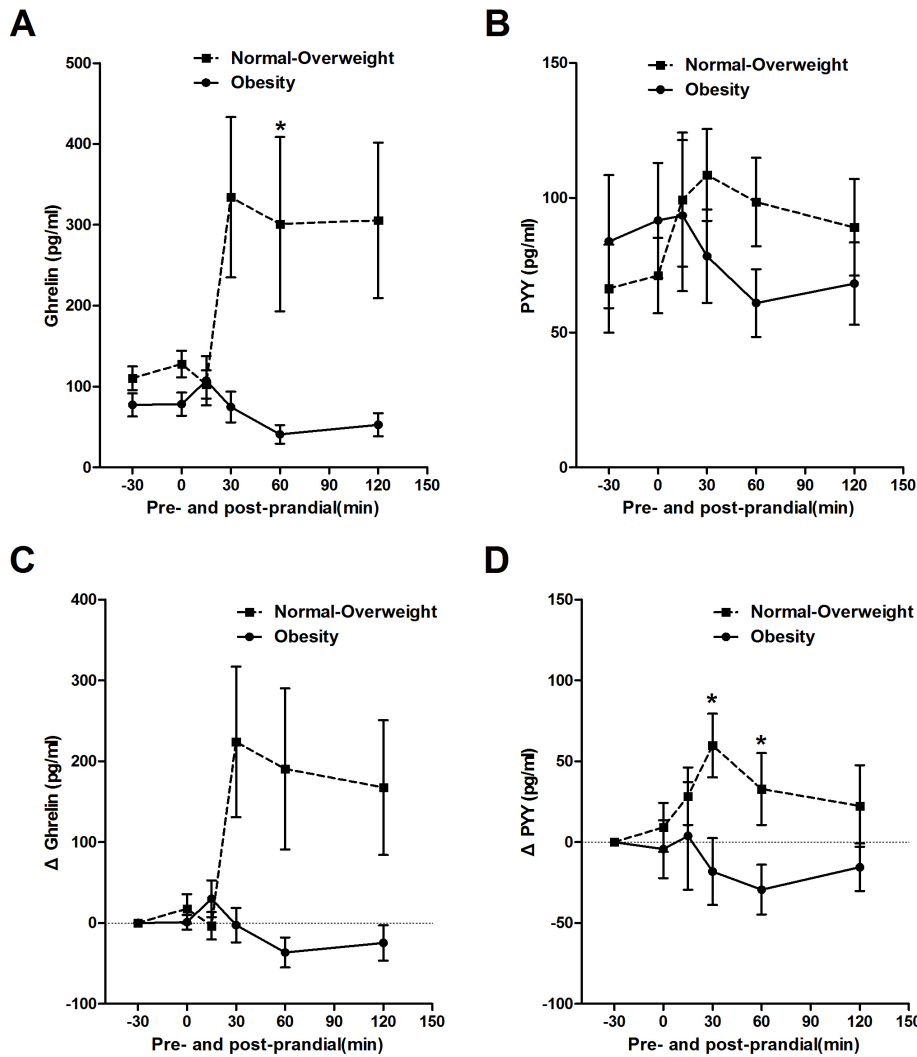 A
Normal-Overweight
Obesity
500
400
300
200
100
0
Ghrelin (pg/ml)
*
-30 0 30 60 90 120 150
Pre- and post-prandial(min)
B
Normal-Overweight
Obesity
150
100
50
0
PYY (pg/ml)
-30 0 30 60 90 120 150
Pre- and post-prandial(min)
C
Normal-Overweight
Obesity
400
300
200
100
0
-100
Δ Ghrelin (pg/ml)
-30 0 30 60 90 120 150
Pre- and post-prandial(min)
D
Normal-Overweight
Obesity
150
100
50
0
-50
-100
Δ PYY (pg/ml)
* *
-30 0 30 60 90 120 150
Pre- and post-prandial(min)